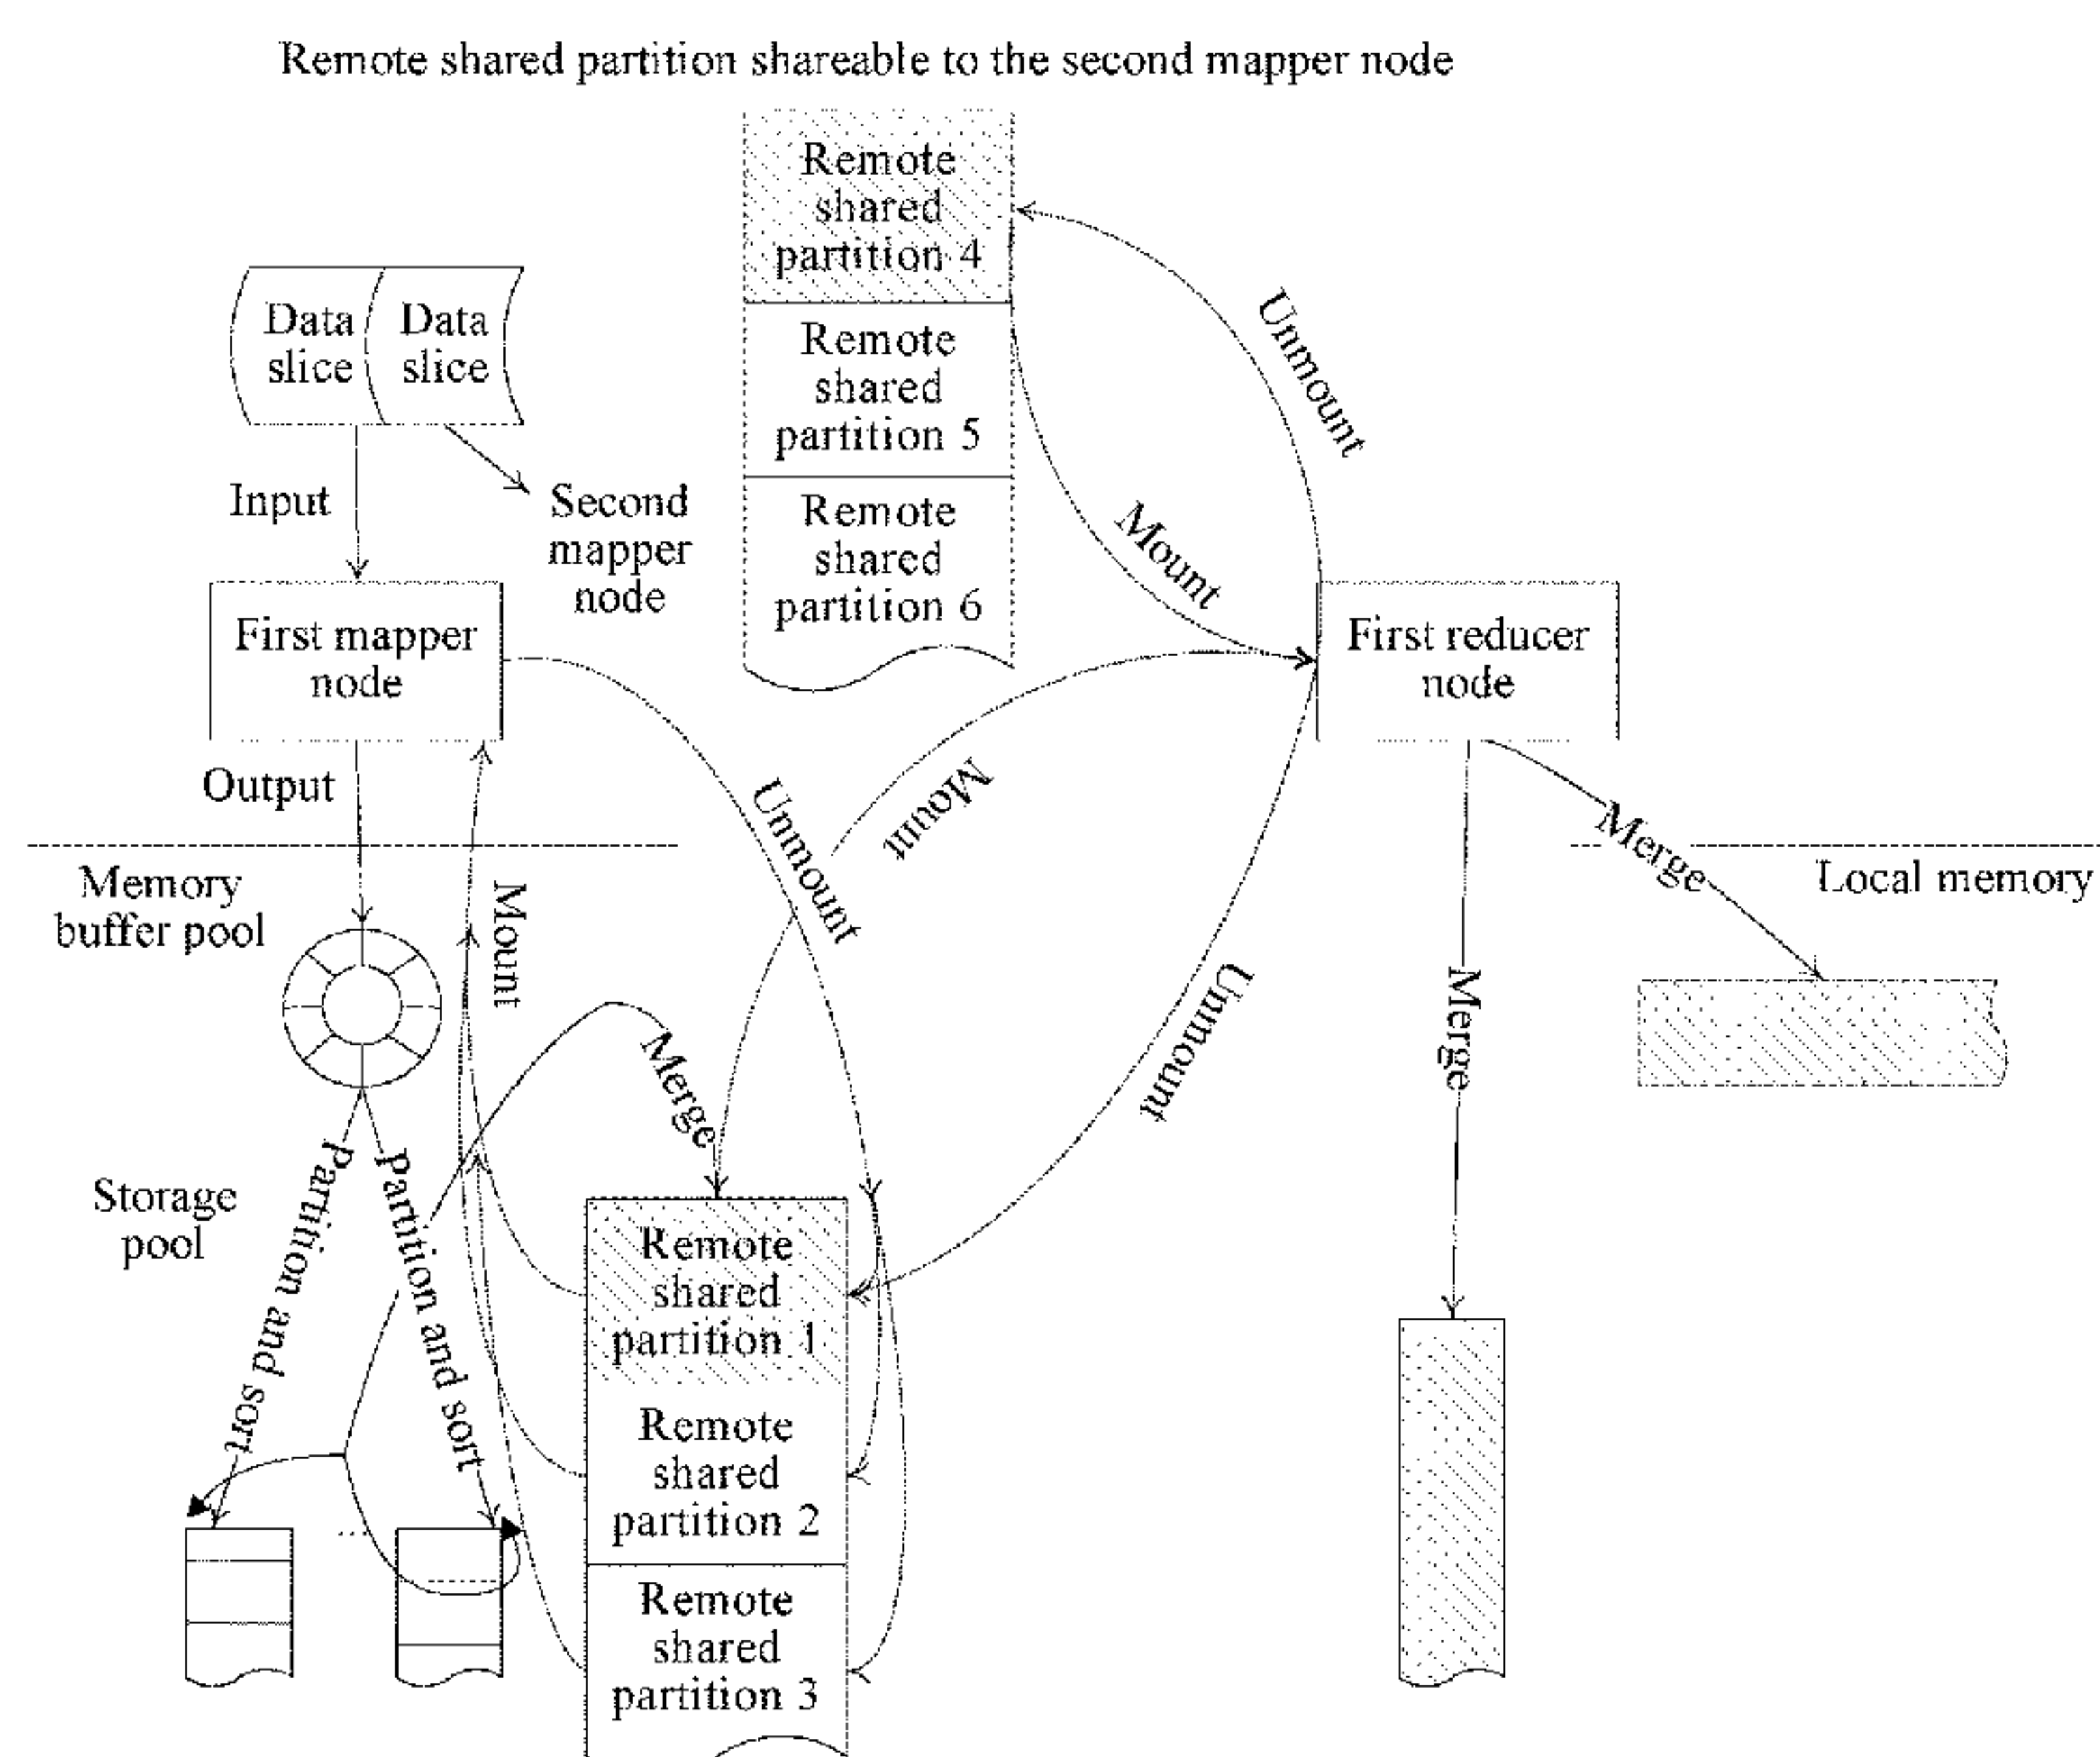 Remote shared partition shareable to the second mapper node
Remote
shared
partition 4
Remote
shared
partition 5
Remote
shared
partition 6
Data
slice
Data
slice
Input
Second
mapper
node
First mapper
node
Output
Unmount
Mount
First reducer
node
Mount
Unmount
Unmount
Merge
Merge
Local memory
Memory
buffer pool
Mount
Merge
Storage
pool
Partition and sort
Partition and sort
Remote
shared
partition 1
Remote
shared
partition 2
Remote
shared
partition 3